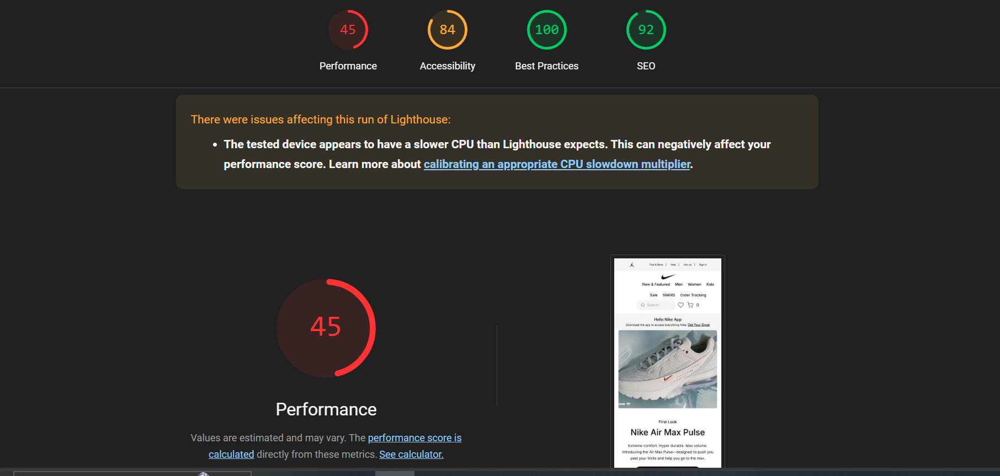 45
84
100
92
Performance
Accessibility
Best Practices
SEO
There were issues affecting this run of Lighthouse:
The tested device appears to have a slower CPU than Lighthouse expects. This can negatively affect your
performance score. Learn more about calibrating an appropriate CPU slowdown multiplier.
45
Performance
Values are estimated and may vary. The performance score is
calculated directly from these metrics. See calculator.
Find A Store | Help | Join us | Sign in
New & Featured Men Women Kids
Sale SNKRS Order Tracking
Search 0
Hello Nike App
Download the app to access everything Nike. Get Your Great
First Look
Nike Air Max Pulse
Extreme comfort. Hyper durable. Max volume.
Introducing the Air Max Pulse—designed to push you
past your limits and help you go to the max.